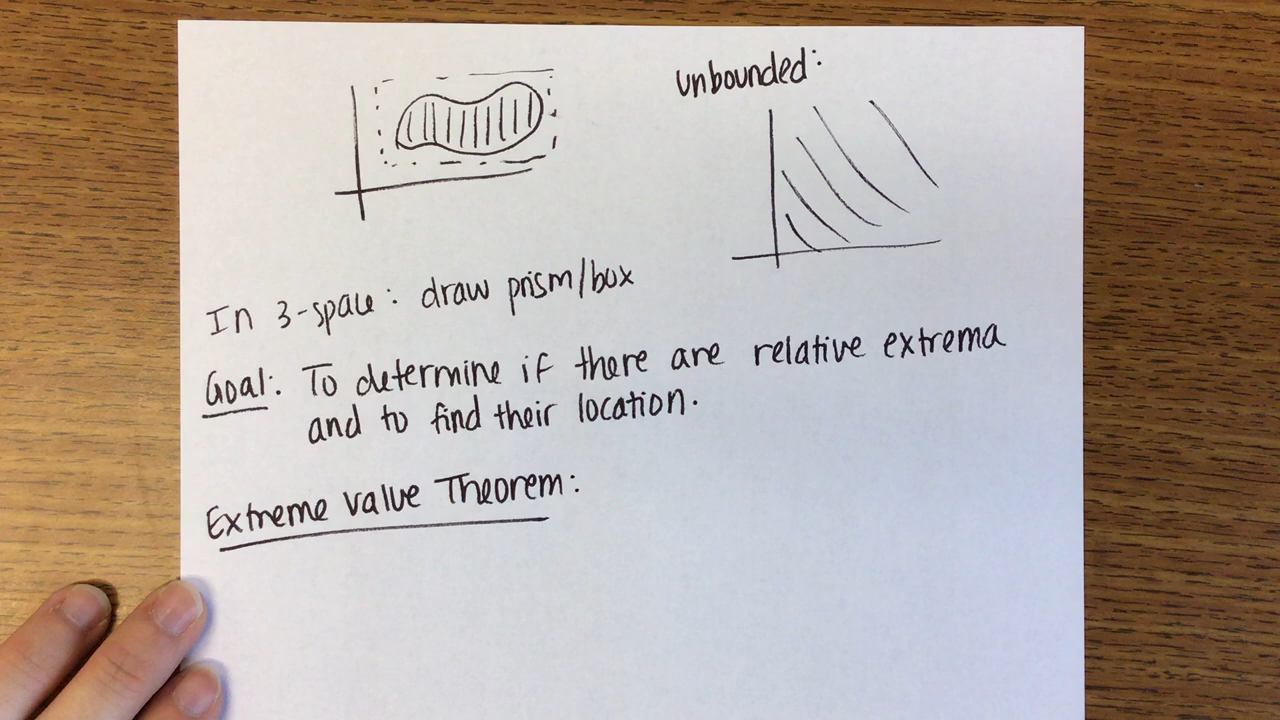 unbounded:
In 3-space: draw prism/box
Goal: To determine if there are relative extrema
and to find their location.
Extreme value Theorem: